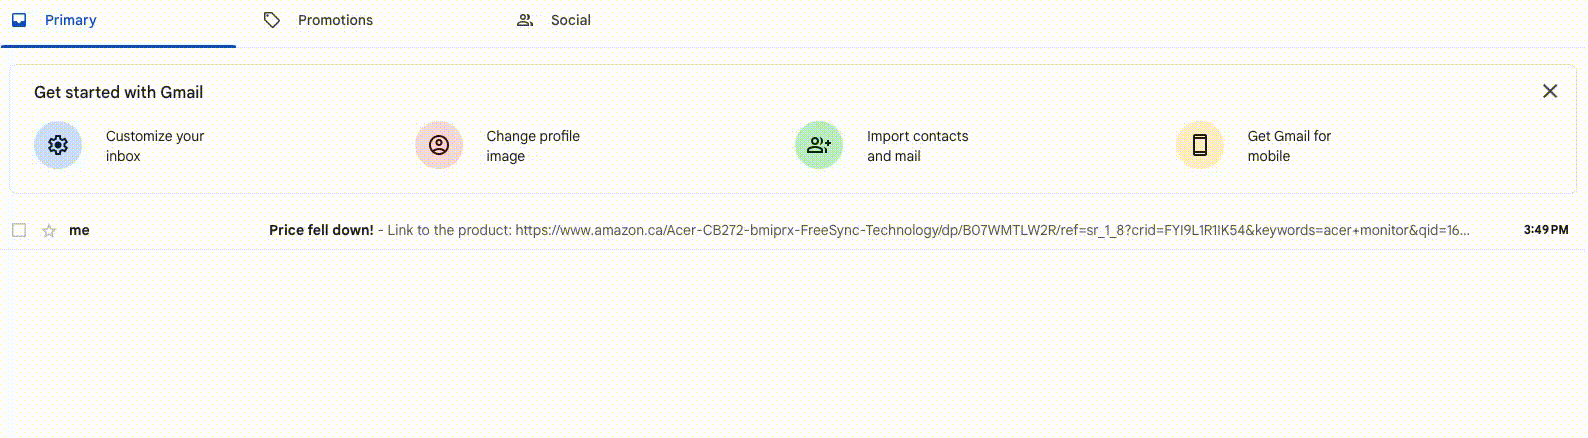 Primary Promotions Social
Get started with Gmail
Customize your inbox
Change profile image
Import contacts and mail
Get Gmail for mobile
me Price fell down! - Link to the product: https://www.amazon.ca/Acer-CB272-bmiprx-FreeSync-Technology/dp/B07WMTLW2R/ref=sr_1_8?crid=FYI9L1R1IK54&keywords=acer+monitor&qid=16... 3:49 PM